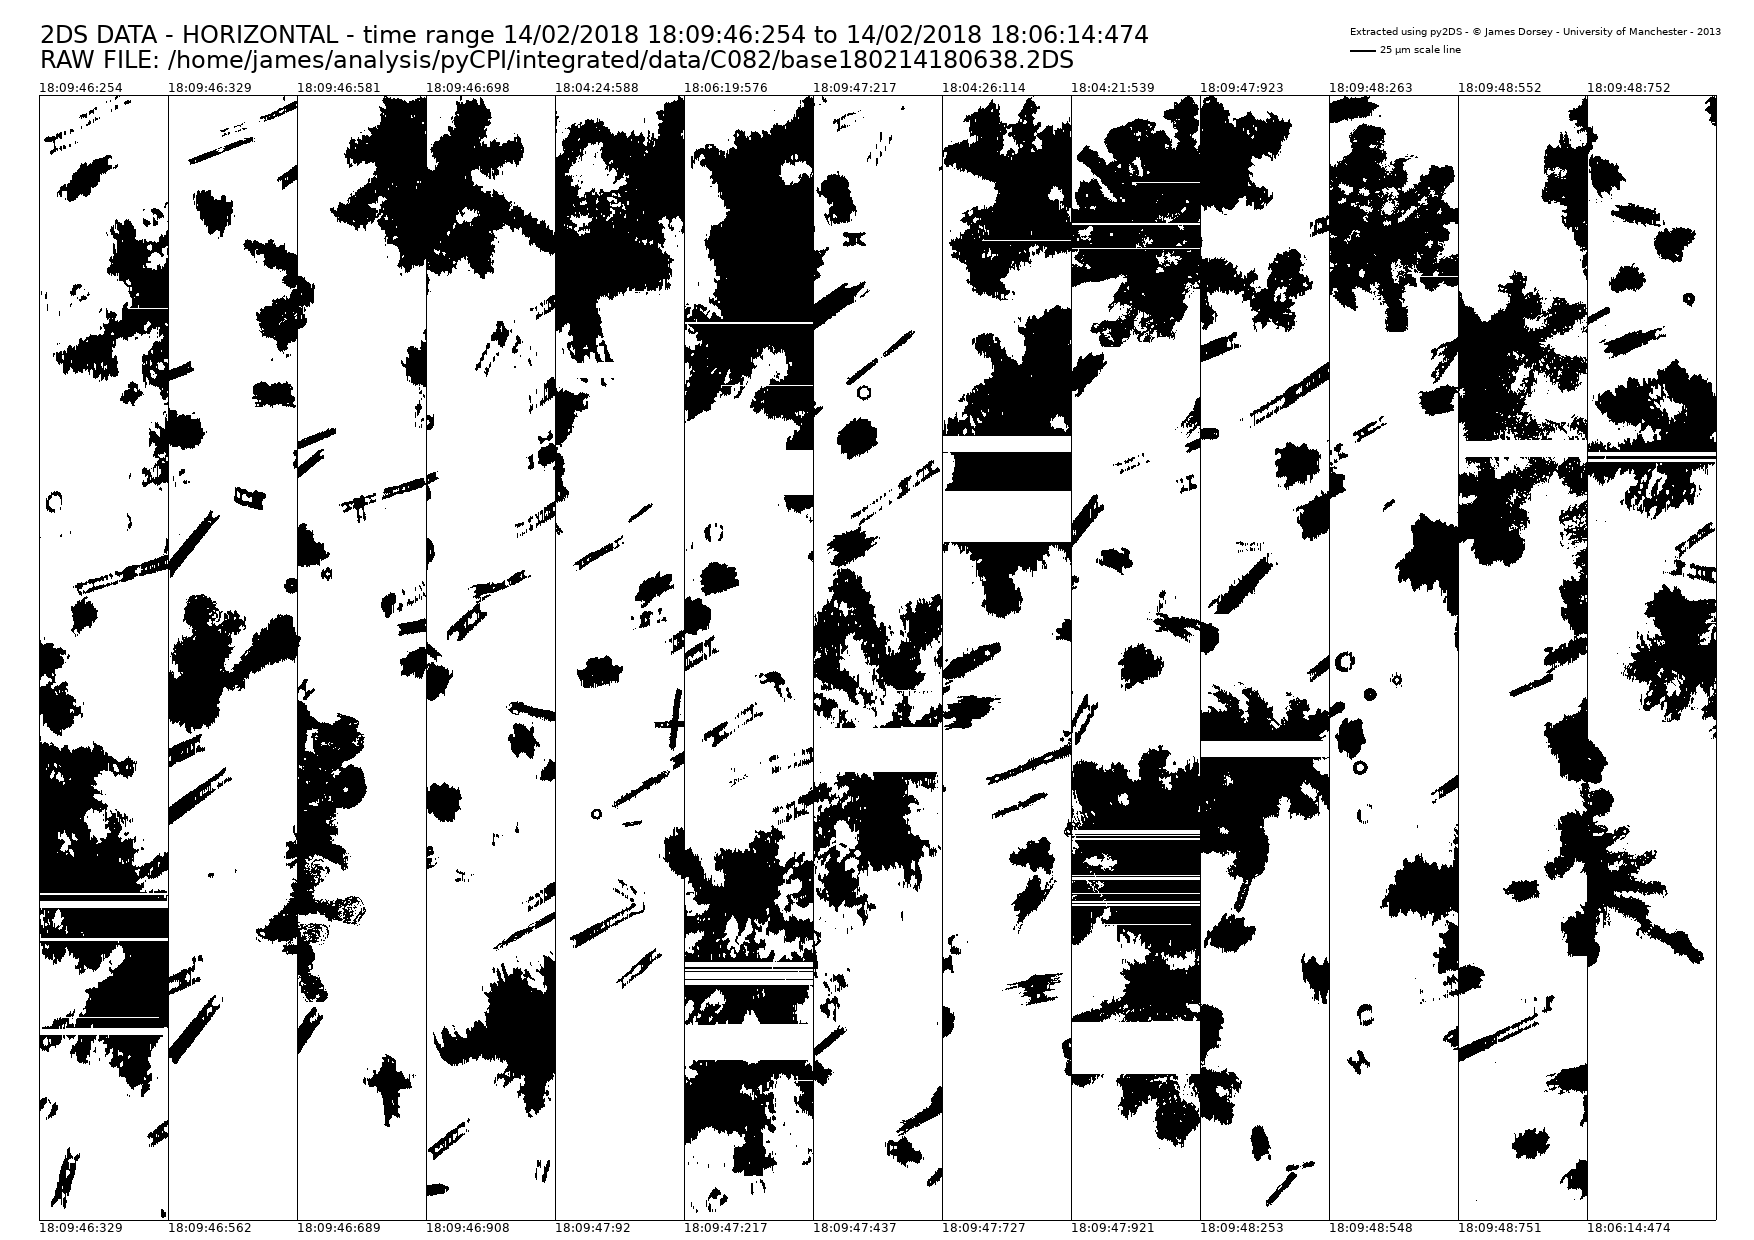 2DS DATA - HORIZONTAL - time range 14/02/2018 18:09:46:254 to 14/02/2018 18:06:14:474
RAW FILE: /home/james/analysis/pyCPI/integrated/data/C082/base180214180638.2DS
Extracted using py2DS - © James Dorsey - University of Manchester - 2013
25 µm scale line
18:09:46:254 18:09:46:329 18:09:46:581 18:09:46:698 18:04:24:588 18:06:19:576 18:09:47:217 18:04:26:114 18:04:21:539 18:09:47:923 18:09:48:263 18:09:48:552 18:09:48:752
18:09:46:329 18:09:46:562 18:09:46:689 18:09:46:908 18:09:47:92 18:09:47:217 18:09:47:437 18:09:47:727 18:09:47:921 18:09:48:253 18:09:48:548 18:09:48:751 18:06:14:474